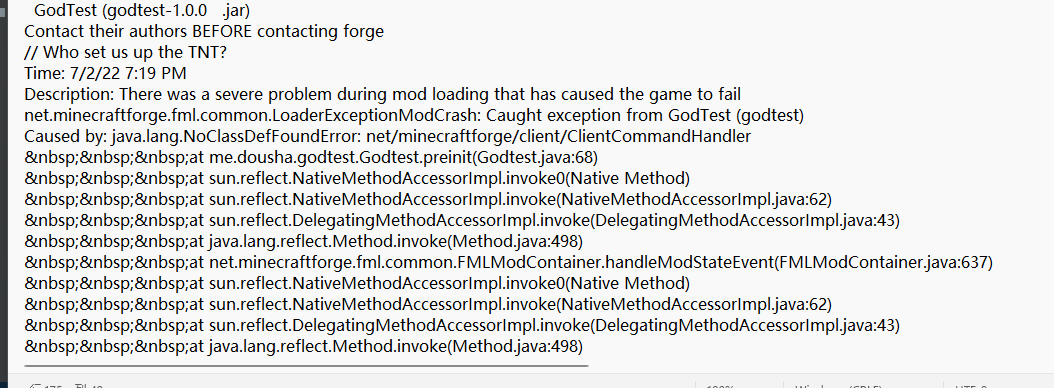 GodTest (godtest-1.0.0   .jar)
Contact their authors BEFORE contacting forge
// Who set us up the TNT?
Time: 7/2/22 7:19 PM
Description: There was a severe problem during mod loading that has caused the game to fail
net.minecraftforge.fml.common.LoaderExceptionModCrash: Caught exception from GodTest (godtest)
Caused by: java.lang.NoClassDefFoundError: net/minecraftforge/client/ClientCommandHandler
&nbsp;&nbsp;&nbsp;at me.dousha.godtest.Godtest.preinit(Godtest.java:68)
&nbsp;&nbsp;&nbsp;at sun.reflect.NativeMethodAccessorImpl.invoke0(Native Method)
&nbsp;&nbsp;&nbsp;at sun.reflect.NativeMethodAccessorImpl.invoke(NativeMethodAccessorImpl.java:62)
&nbsp;&nbsp;&nbsp;at sun.reflect.DelegatingMethodAccessorImpl.invoke(DelegatingMethodAccessorImpl.java:43)
&nbsp;&nbsp;&nbsp;at java.lang.reflect.Method.invoke(Method.java:498)
&nbsp;&nbsp;&nbsp;at net.minecraftforge.fml.common.FMLModContainer.handleModStateEvent(FMLModContainer.java:637)
&nbsp;&nbsp;&nbsp;at sun.reflect.NativeMethodAccessorImpl.invoke0(Native Method)
&nbsp;&nbsp;&nbsp;at sun.reflect.NativeMethodAccessorImpl.invoke(NativeMethodAccessorImpl.java:62)
&nbsp;&nbsp;&nbsp;at sun.reflect.DelegatingMethodAccessorImpl.invoke(DelegatingMethodAccessorImpl.java:43)
&nbsp;&nbsp;&nbsp;at java.lang.reflect.Method.invoke(Method.java:498)